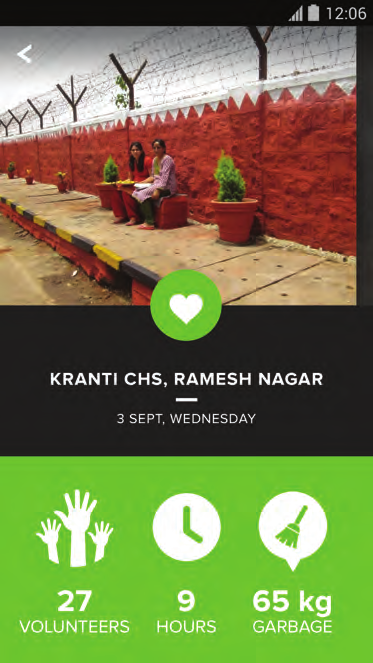 12:06
KRANTI CHS, RAMESH NAGAR
3 SEPT, WEDNESDAY
27 9 65 kg
VOLUNTEERS HOURS GARBAGE